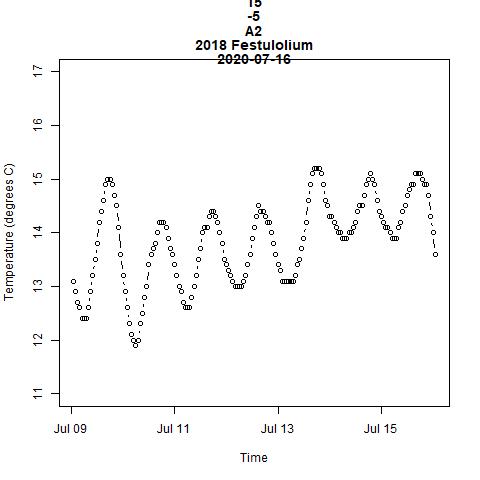 15
-5
A2
2018 Festulolium
2020-07-16
17
16
15
14
13
12
11
Temperature (degrees C)
Jul 09
Jul 11
Jul 13
Jul 15
Time